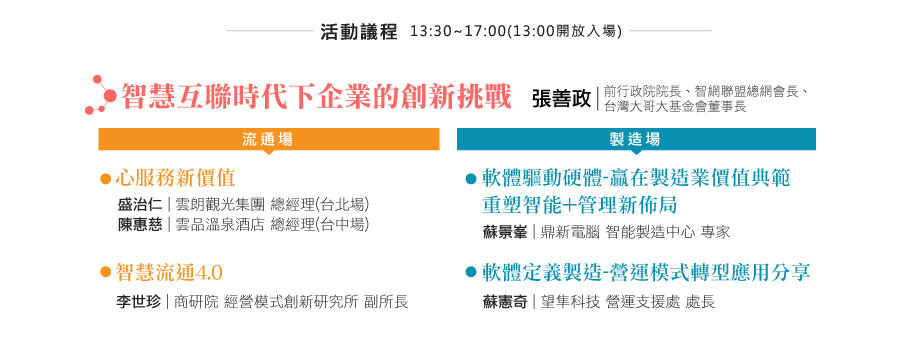 活動議程 13:30~17:00(13:00開放入場)
智慧互聯時代下企業的創新挑戰 張善政|前行政院院長、智網聯盟總網會長、
台灣大哥大基金會董事長
流通場
心服務新價值
盛治仁|雲朗觀光集團 總經理(台北場)
陳惠慈|雲品溫泉酒店 總經理(台中場)
智慧流通4.0
李世珍|商研院 經營模式創新研究所 副所長
製造場
軟體驅動硬體-贏在製造業價值典範
重塑智能+管理新佈局
蘇景峯|鼎新電腦 智能製造中心 專家
軟體定義製造-營運模式轉型應用分享
蘇憲奇|望隼科技 營運支援處 處長